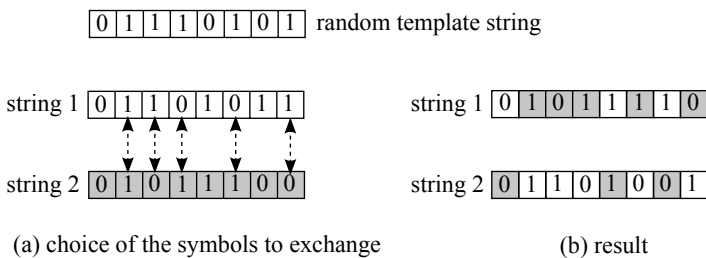 0 1 1 1 0 1 0 1 random template string
string 1 0 1 1 0 1 0 1 1
string 1 0 1 0 1 1 1 1 0
string 2 0 1 0 1 1 1 0 0
string 2 0 1 1 0 1 0 0 1
(a) choice of the symbols to exchange
(b) result